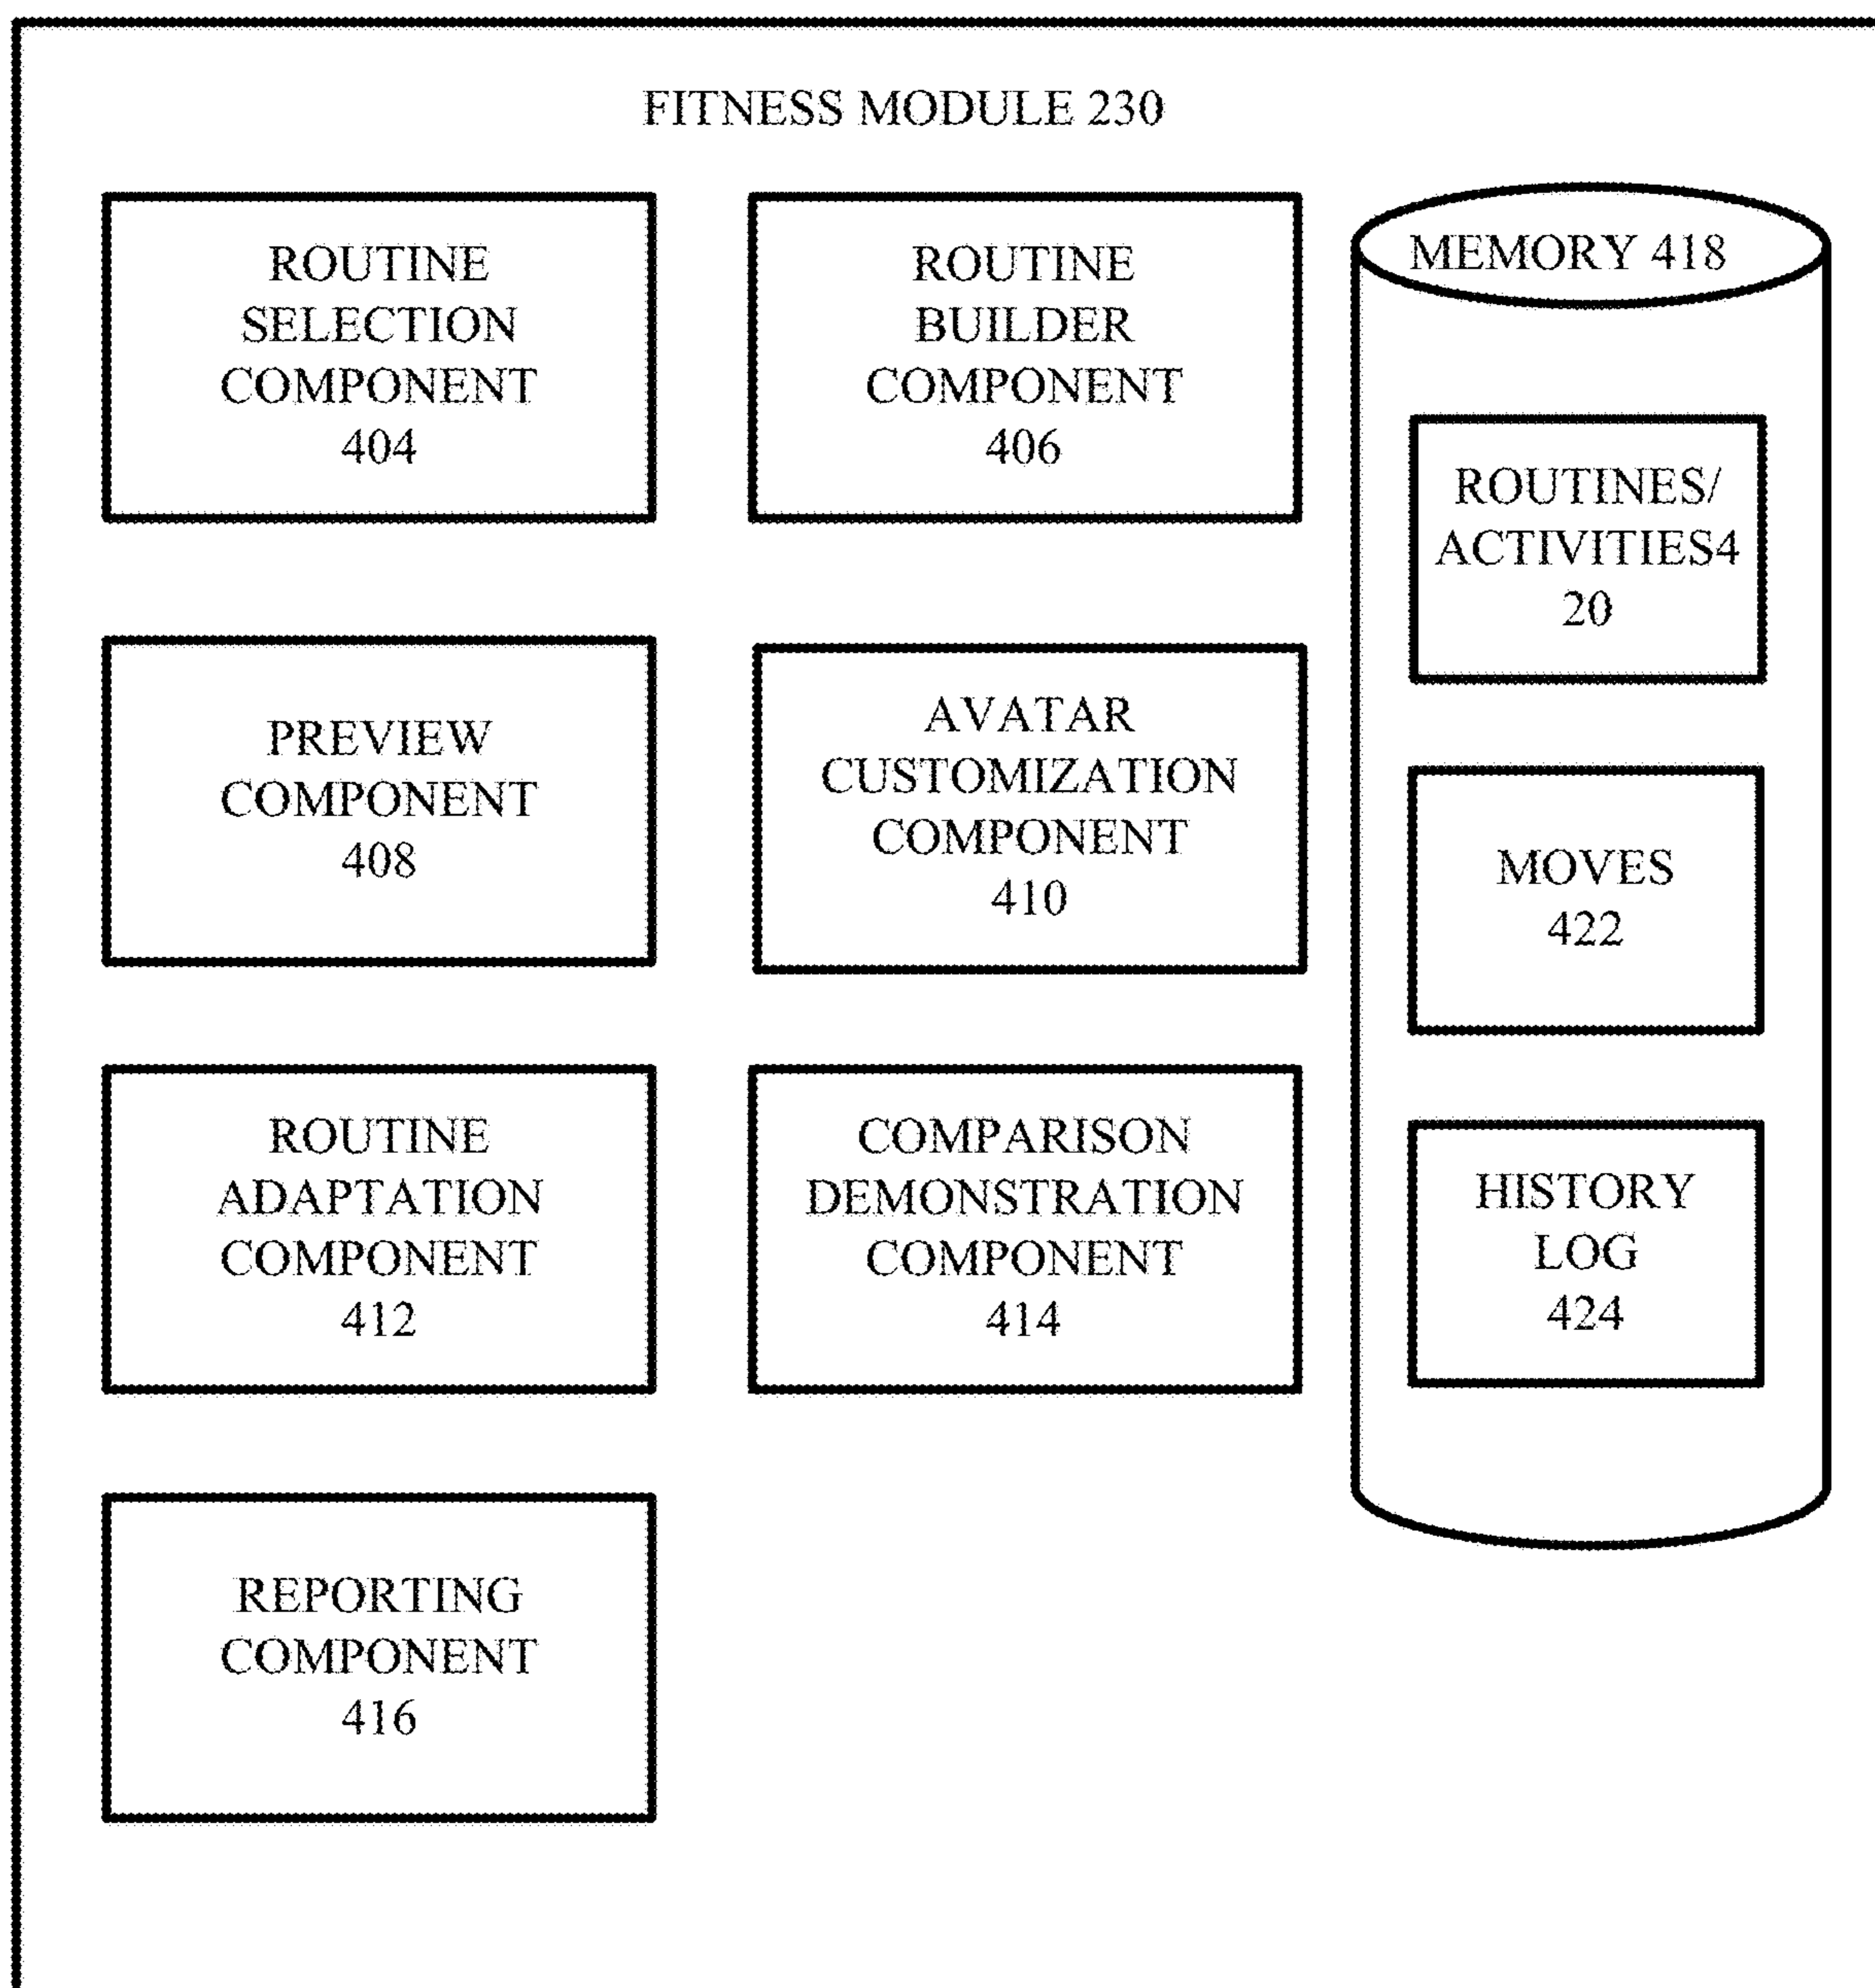 FITNESS MODULE 230
ROUTINE
SELECTION
COMPONENT
404
ROUTINE
BUILDER
COMPONENT
406
MEMORY 418
ROUTINES/
ACTIVITIES4
20
PREVIEW
COMPONENT
408
AVATAR
CUSTOMIZATION
COMPONENT
410
MOVES
422
ROUTINE
ADAPTATION
COMPONENT
412
COMPARISON
DEMONSTRATION
COMPONENT
414
HISTORY
LOG
424
REPORTING
COMPONENT
416